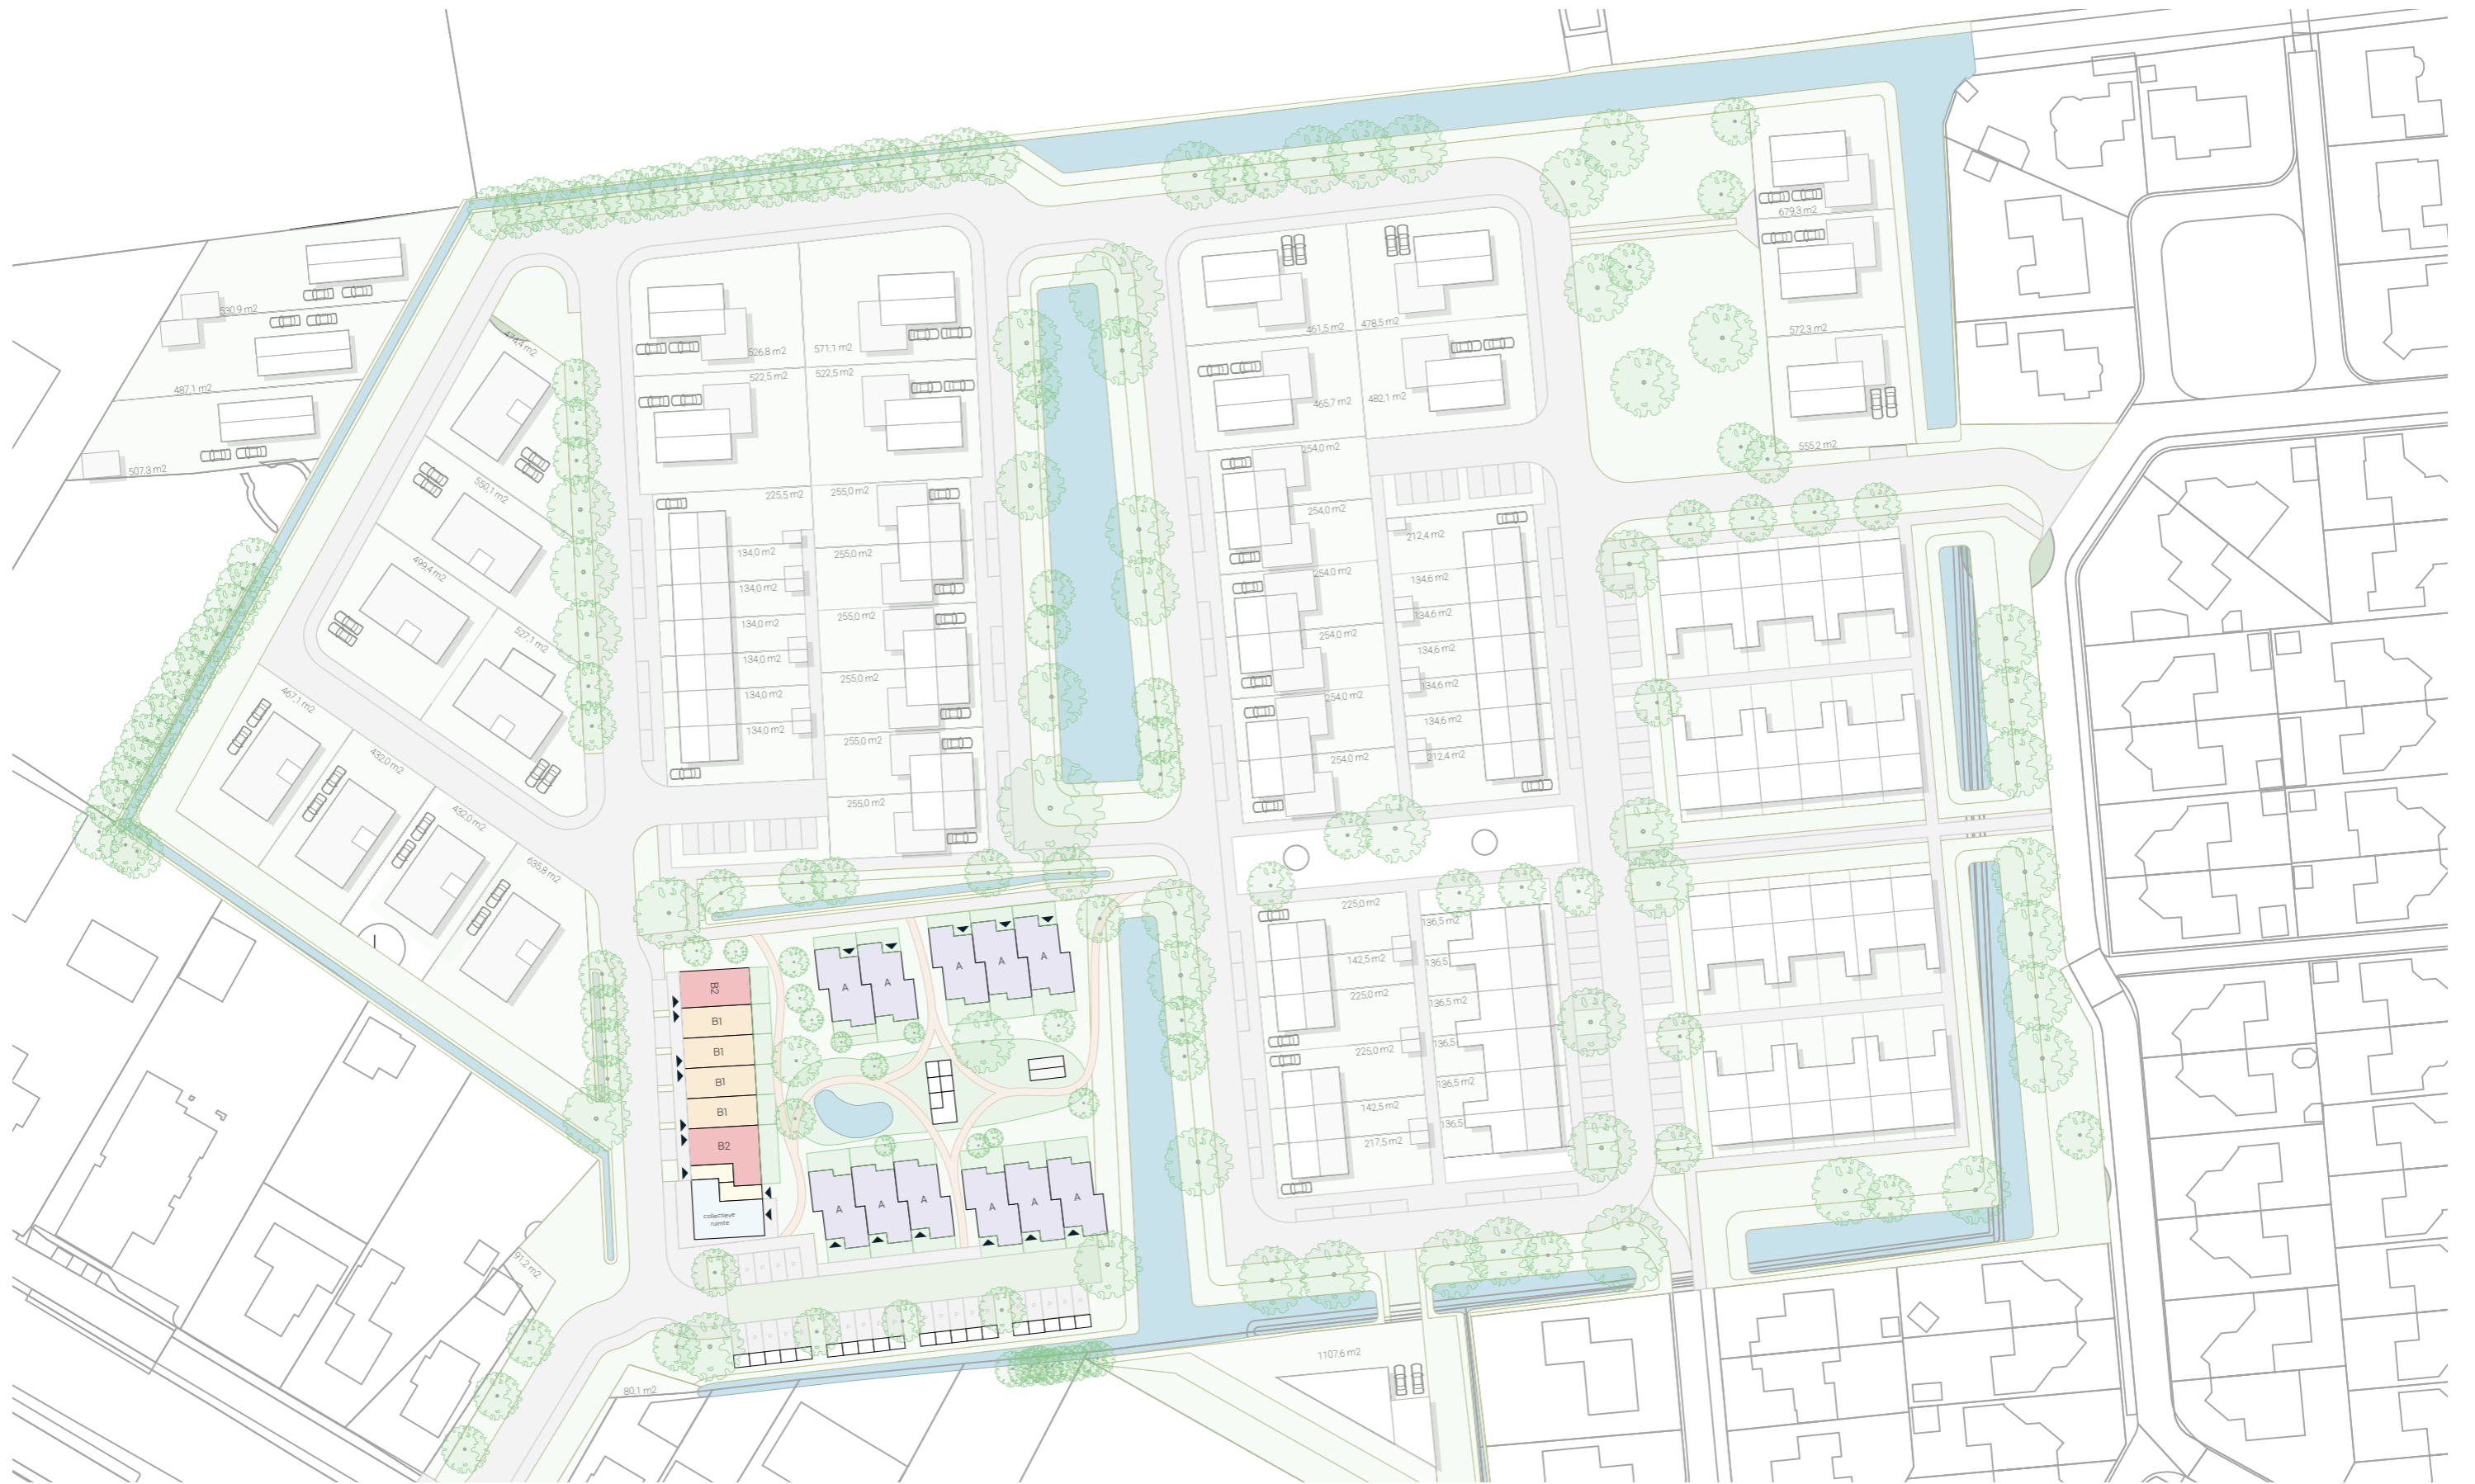 679,3 m2
530,9 m2
461,5 m2
478,5 m2
572,3 m2
474,4 m2
526,8 m2
571,1 m2
522,5 m2
522,5 m2
487,1 m2
465,7 m2
482,1 m2
507,3 m2
254,0 m2
555,2 m2
550,1 m2
225,5 m2
255,0 m2
254,0 m2
212,4 m2
134,0 m2
255,0 m2
499,4 m2
254,0 m2
134,6 m2
134,0 m2
134,0 m2
255,0 m2
134,6 m2
527,1 m2
254,0 m2
134,6 m2
134,0 m2
255,0 m2
134,0 m2
254,0 m2
134,6 m2
467,1 m2
134,0 m2
255,0 m2
134,6 m2
432,0 m2
254,0 m2
212,4 m2
255,0 m2
432,0 m2
635,8 m2
225,0 m2
136,5 m2
142,5 m2
136,5
225,0 m2
136,5 m2
225,0 m2
136,5
136,5 m2
142,5 m2
136,5
217,5 m2
A
A
A
A
A
B2
B1
B1
B1
B1
B2
A
A
A
A
A
A
collectieve
ruimte
91,2 m2
80,1 m2
1107,6 m2